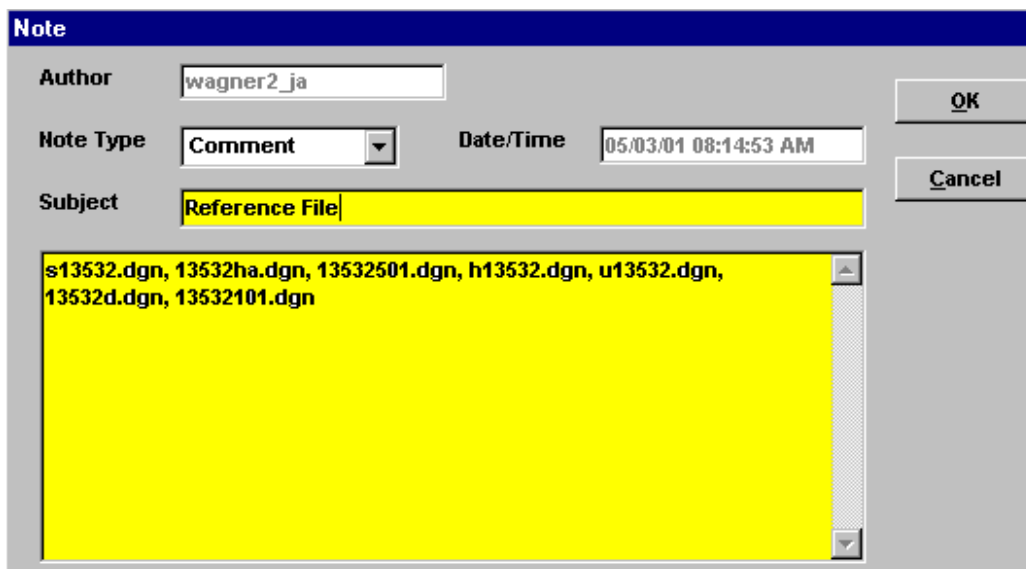 Note
Author wagner2_ja
OK
Note Type Comment Date/Time 05/03/01 08:14:53 AM
Cancel
Subject Reference File
s13532.dgn, 13532ha.dgn, 13532501.dgn, h13532.dgn, u13532.dgn,
13532d.dgn, 13532101.dgn